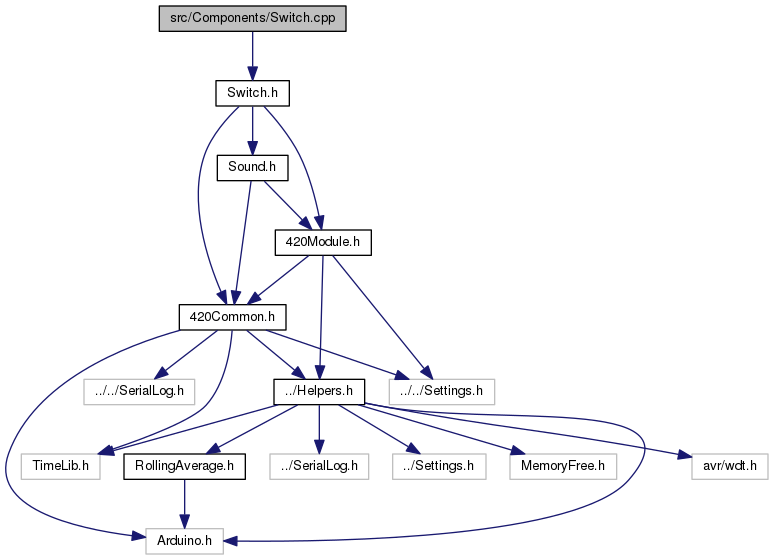 src/Components/Switch.cpp
Switch.h
Sound.h
420Module.h
420Common.h
../../SerialLog.h
../Helpers.h
../../Settings.h
TimeLib.h
RollingAverage.h
../SerialLog.h
../Settings.h
MemoryFree.h
avr/wdt.h
Arduino.h